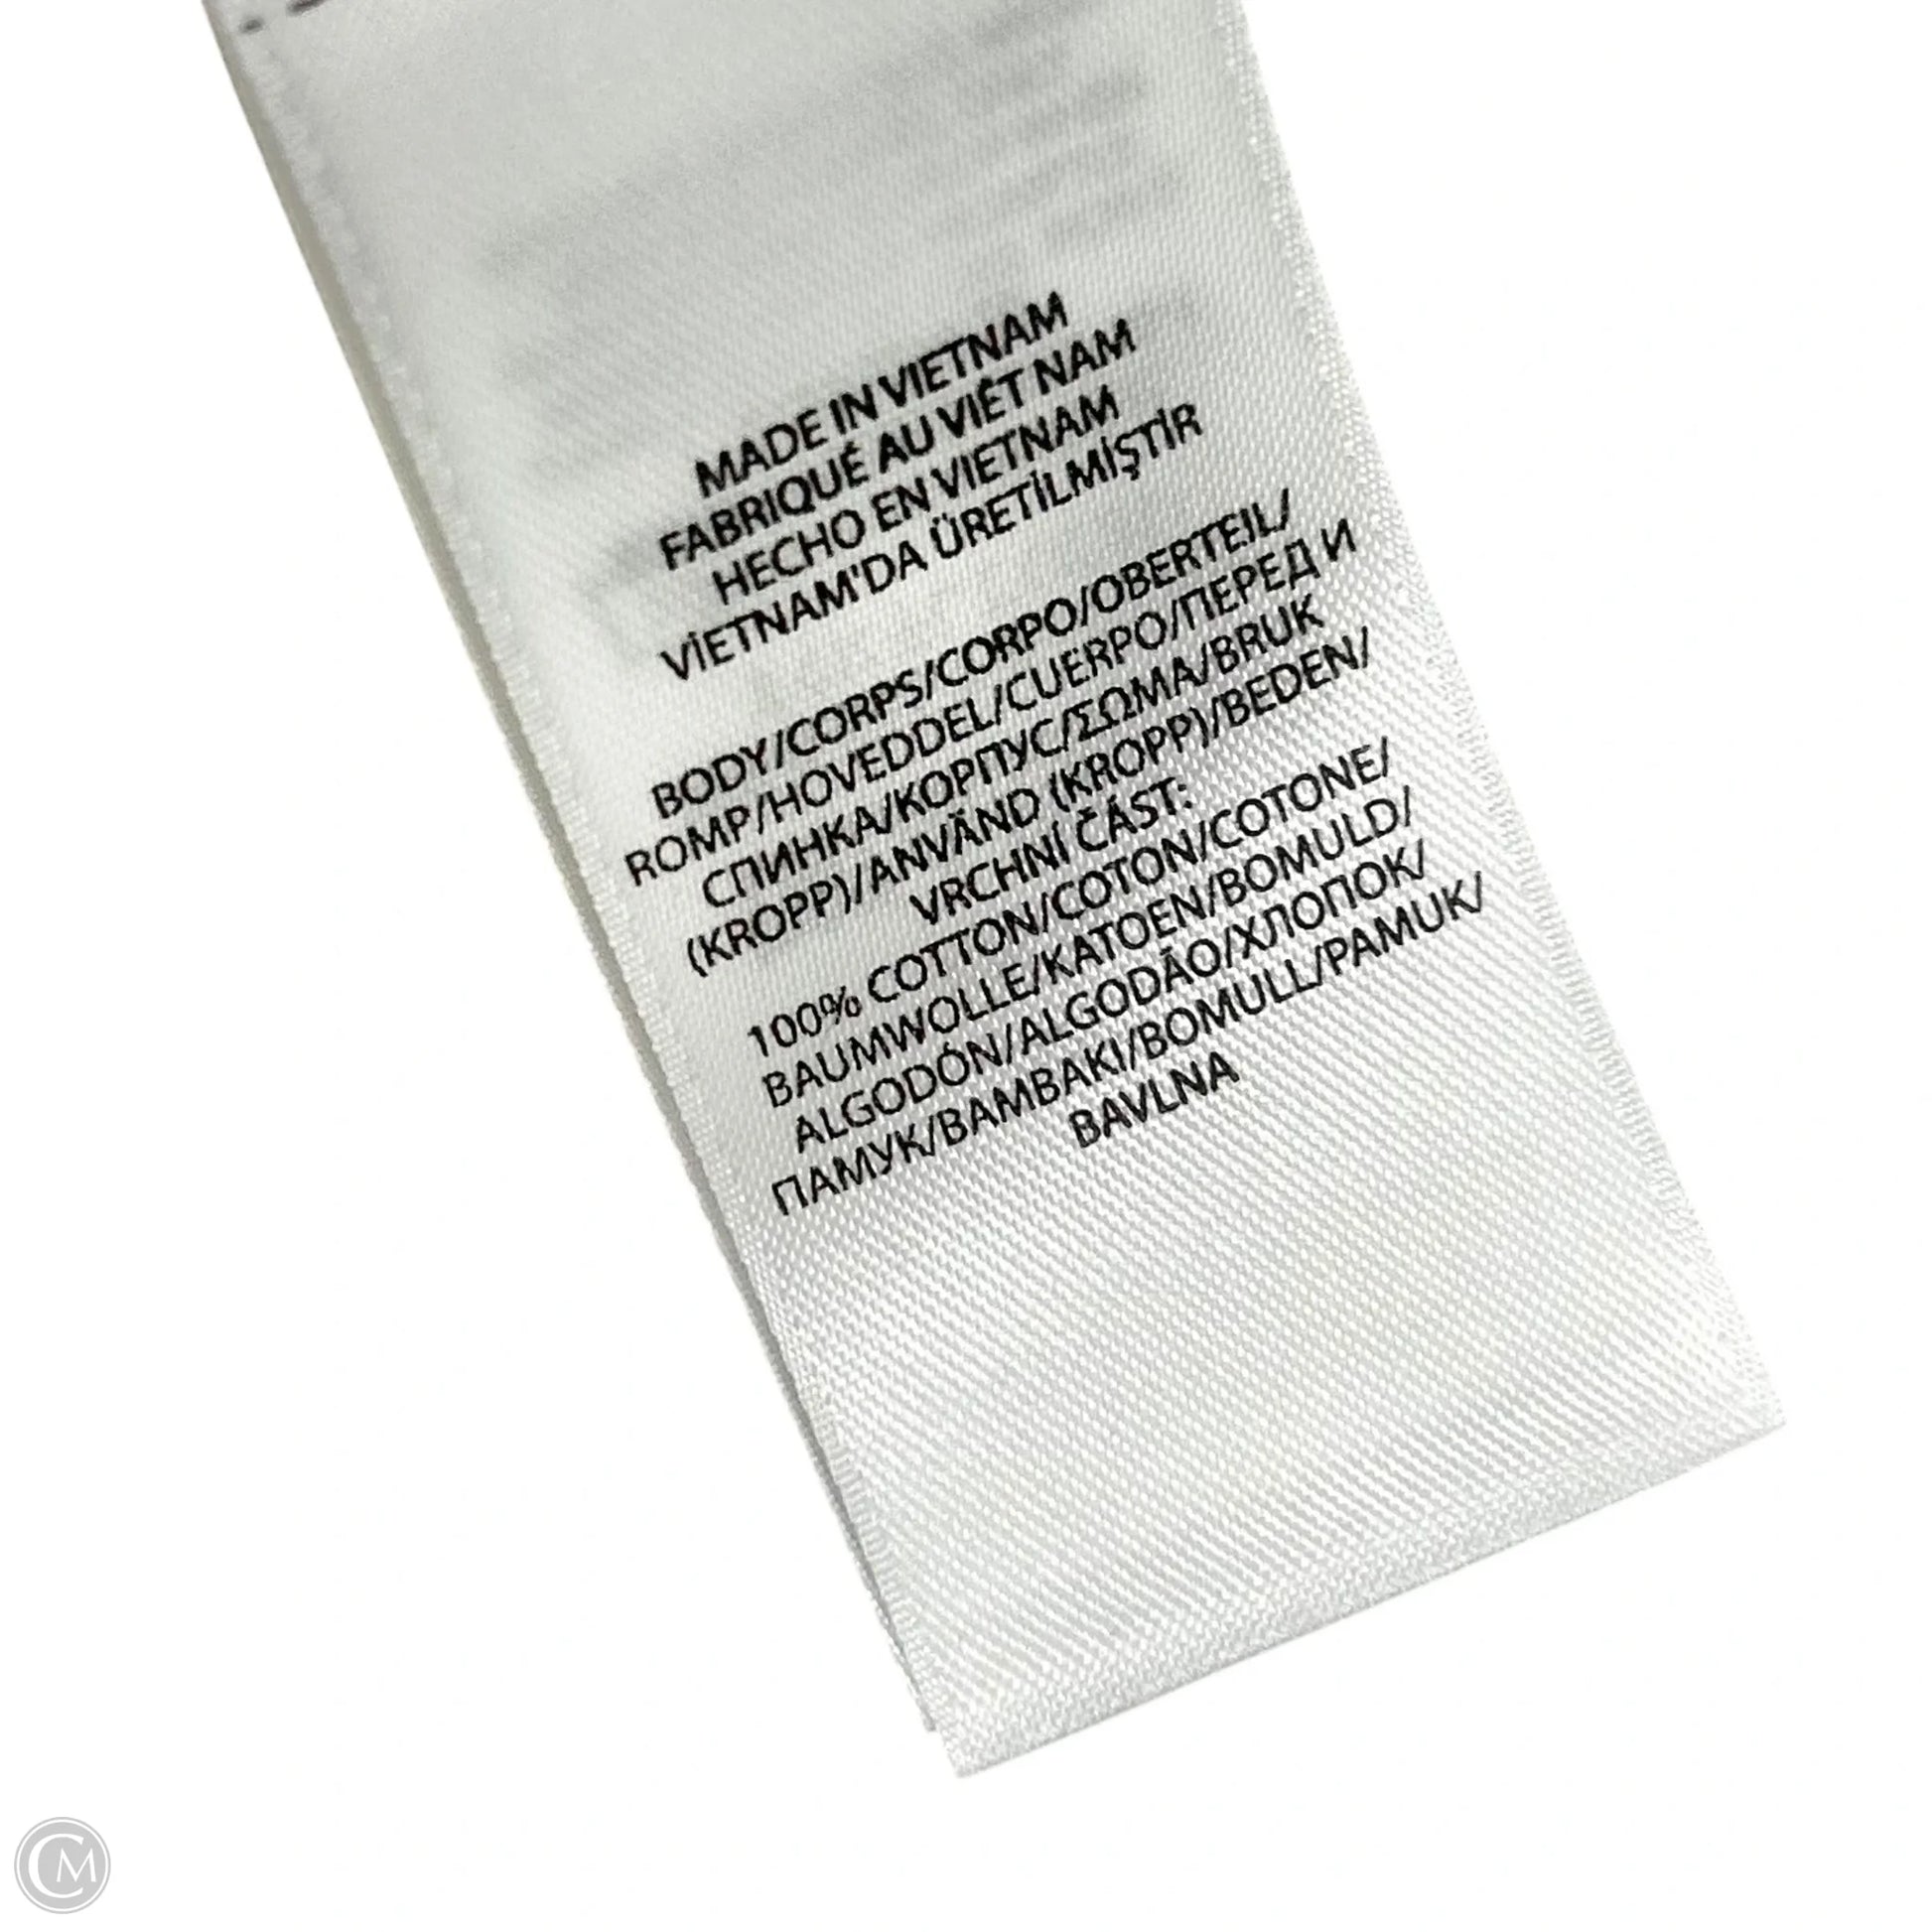 MADE IN VIETNAM
FABRIQUÉ AU VIÊT NAM
HECHO EN VIETNAM
VİETNAM'DA ÜRETİLMİŞTİR
BODY/CORPS/CORPO/OBERTEIL/
ROMP/HOVEDDEL/CUERPO/ПЕРЕД И
СПИНКА/КОРПУС/ΣΩΜΑ/BRUK
(KROPP)/ANVÄND (KROPP)/BEDEN/
VRCHNÍ ČÁST:
100% COTTON/COTON/COTONE/
BAUMWOLLE/KATOEN/BOMULD/
ALGODÓN/ALGODÃO/ХЛОПОК/
ПАМУК/BAMBAKI/BOMULL/PAMUK/
BAVLNA
CM